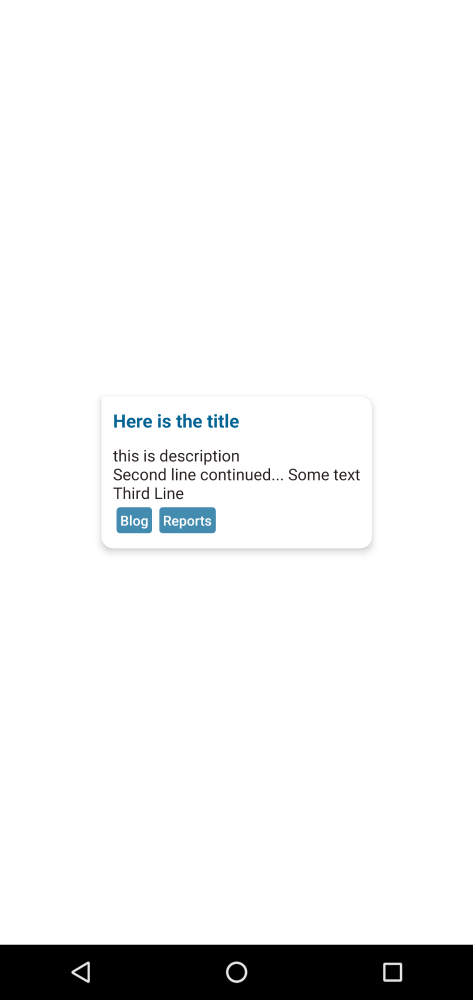 Here is the title
this is description
Second line continued... Some text
Third Line
Blog Reports